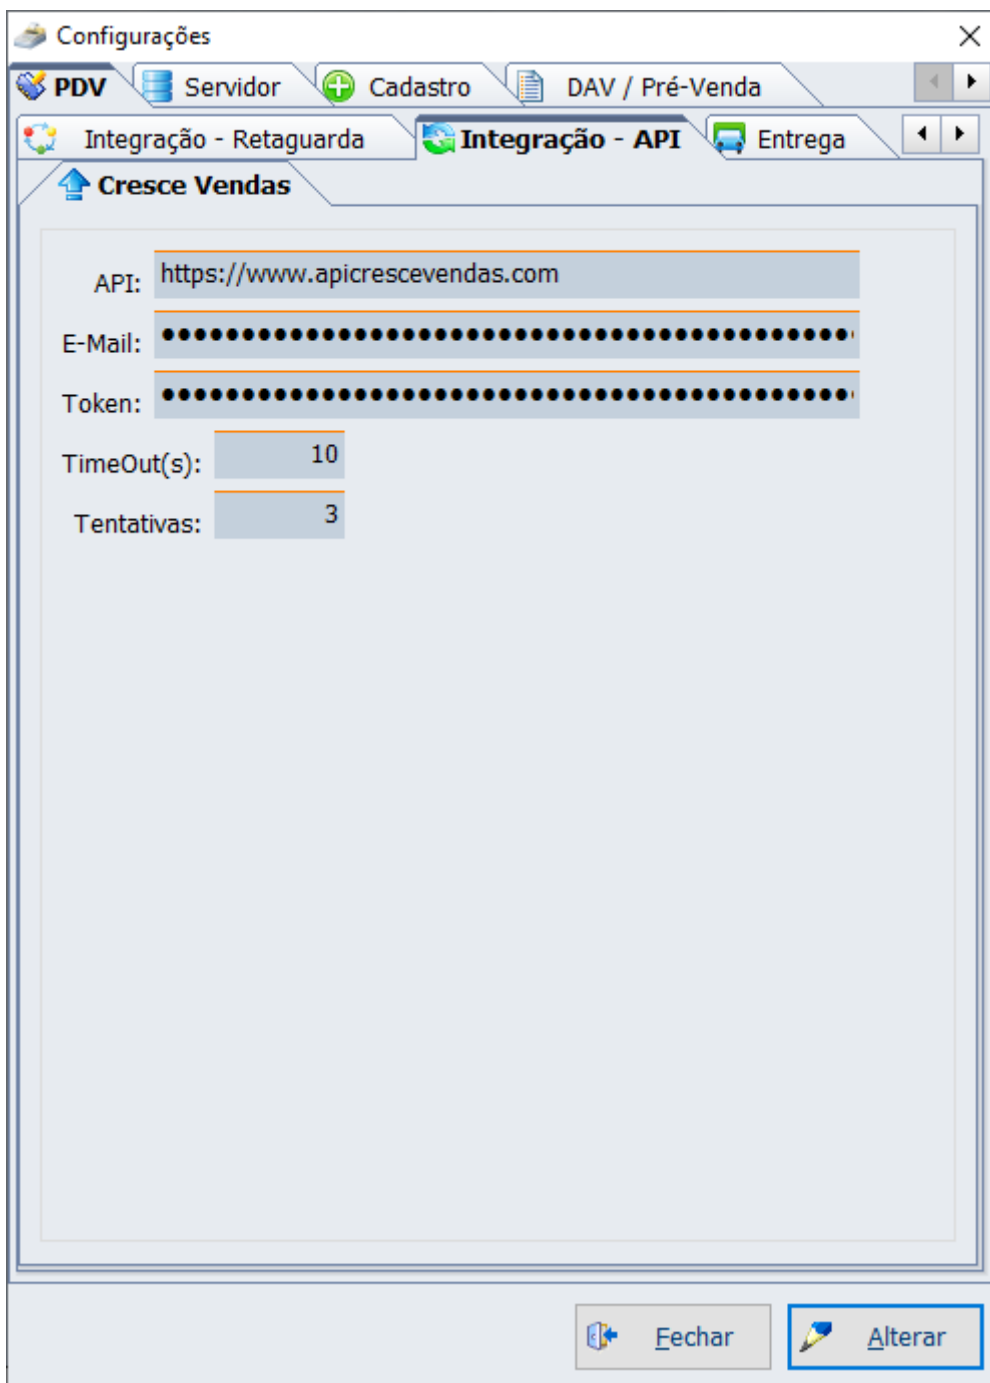 Configurações
PDV Servidor Cadastro DAV / Pré-Venda
Integração - Retaguarda Integração - API Entrega
Cresce Vendas
API: https://www.apicrescevendas.com
E-Mail:
Token:
TimeOut(s): 10
Tentativas: 3
Fechar Alterar